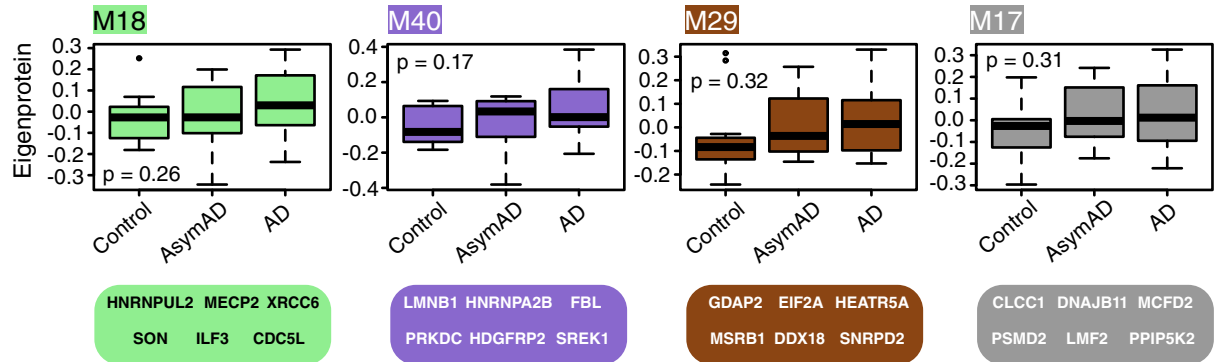 M18 M40 M29 M17
Eigenprotein
0.3
0.2
0.1
0.0
-0.1
-0.2
-0.3
p = 0.26
Control AsymAD AD
0.4
0.2
0.0
-0.2
-0.4
p = 0.17
Control AsymAD AD
0.3
0.2
0.1
0.0
-0.1
-0.2
p = 0.32
Control AsymAD AD
0.3
0.2
0.1
0.0
-0.1
-0.2
-0.3
p = 0.31
Control AsymAD AD
HNRNPUL2 MECP2 XRCC6
SON ILF3 CDC5L
LMNB1 HNRNPA2B FBL
PRKDC HDGFRP2 SREK1
GDAP2 EIF2A HEATR5A
MSRB1 DDX18 SNRPD2
CLCC1 DNAJB11 MCFD2
PSMD2 LMF2 PPIP5K2